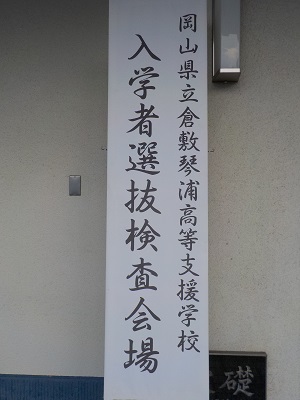 岡山県立倉敷琴浦高等支援学校
入学者選抜検査会場
礎